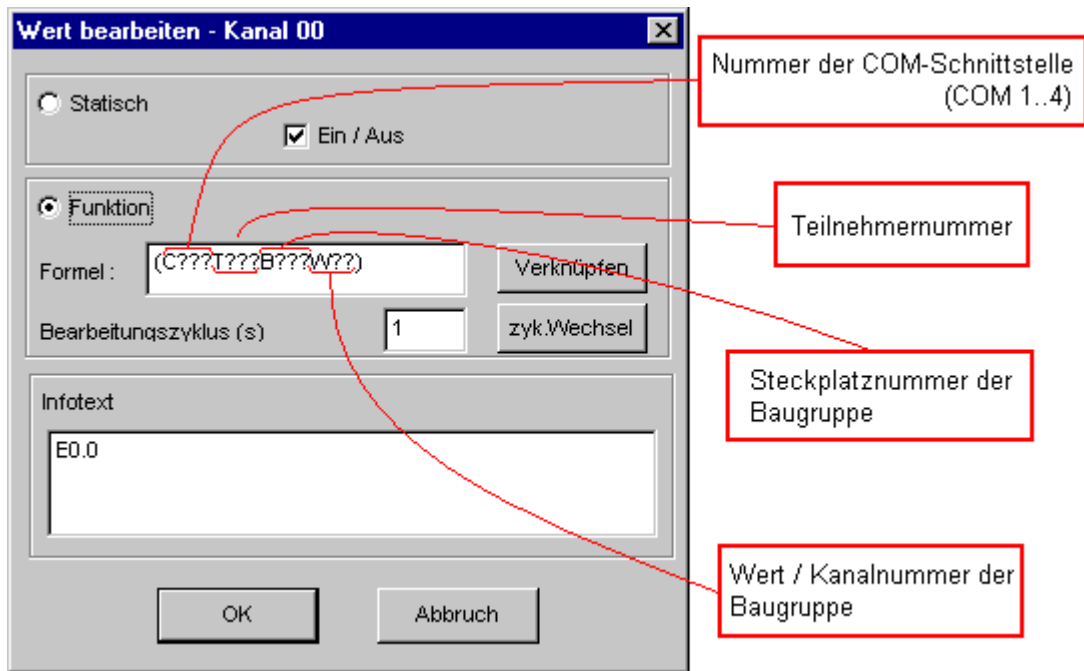 Wert bearbeiten - Kanal 00
Statisch
Ein / Aus
Funktion
Formel :
(C???T???B???W??)
Verknüpfen
Bearbeitungszyklus (s)
1
zyk.Wechsel
Infotext
E0.0
OK
Abbruch
Nummer der COM-Schnittstelle
(COM 1..4)
Teilnehmernummer
Steckplatznummer der
Baugruppe
Wert / Kanalnummer der
Baugruppe